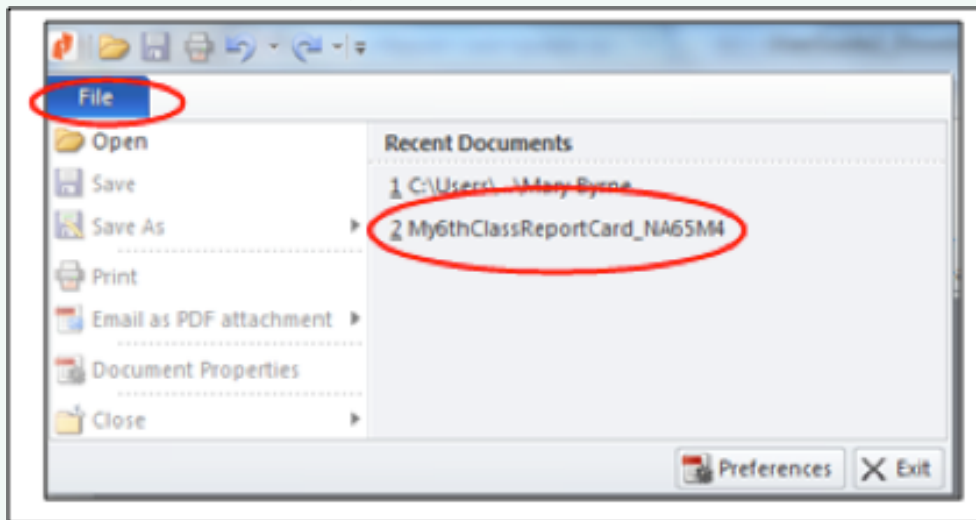 File
Open
Save
Save As
Print
Email as PDF attachment
Document Properties
Close
Recent Documents
1 C:\Users\...\Mary Byrne
2 My6thClassReportCard_NA65M4
Preferences
Exit